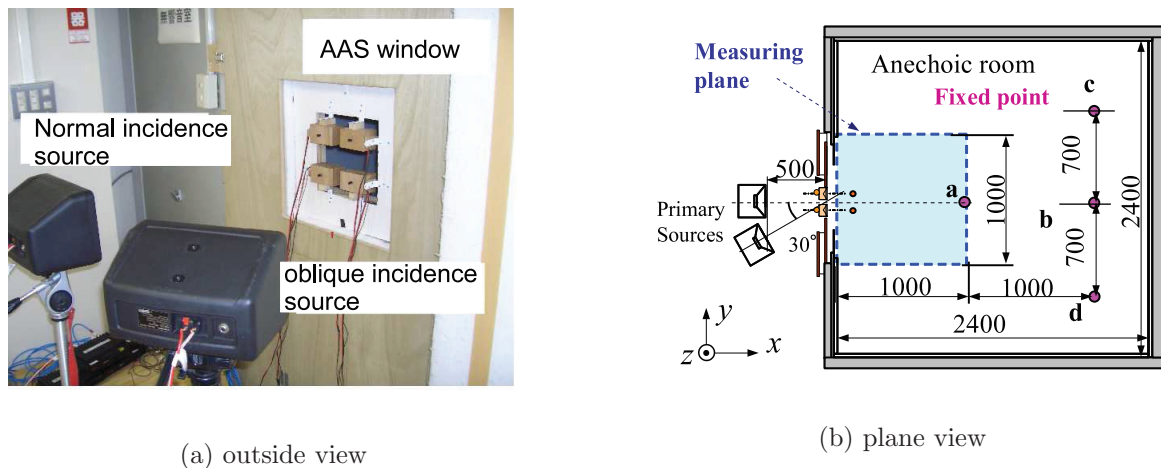 AAS window
Normal incidence
source
oblique incidence
source
(a) outside view
Measuring
plane
Anechoic room
Fixed point
c
500
700
a
1000
b
2400
Primary
Sources
30°
700
1000
1000
d
2400
y
z
x
(b) plane view